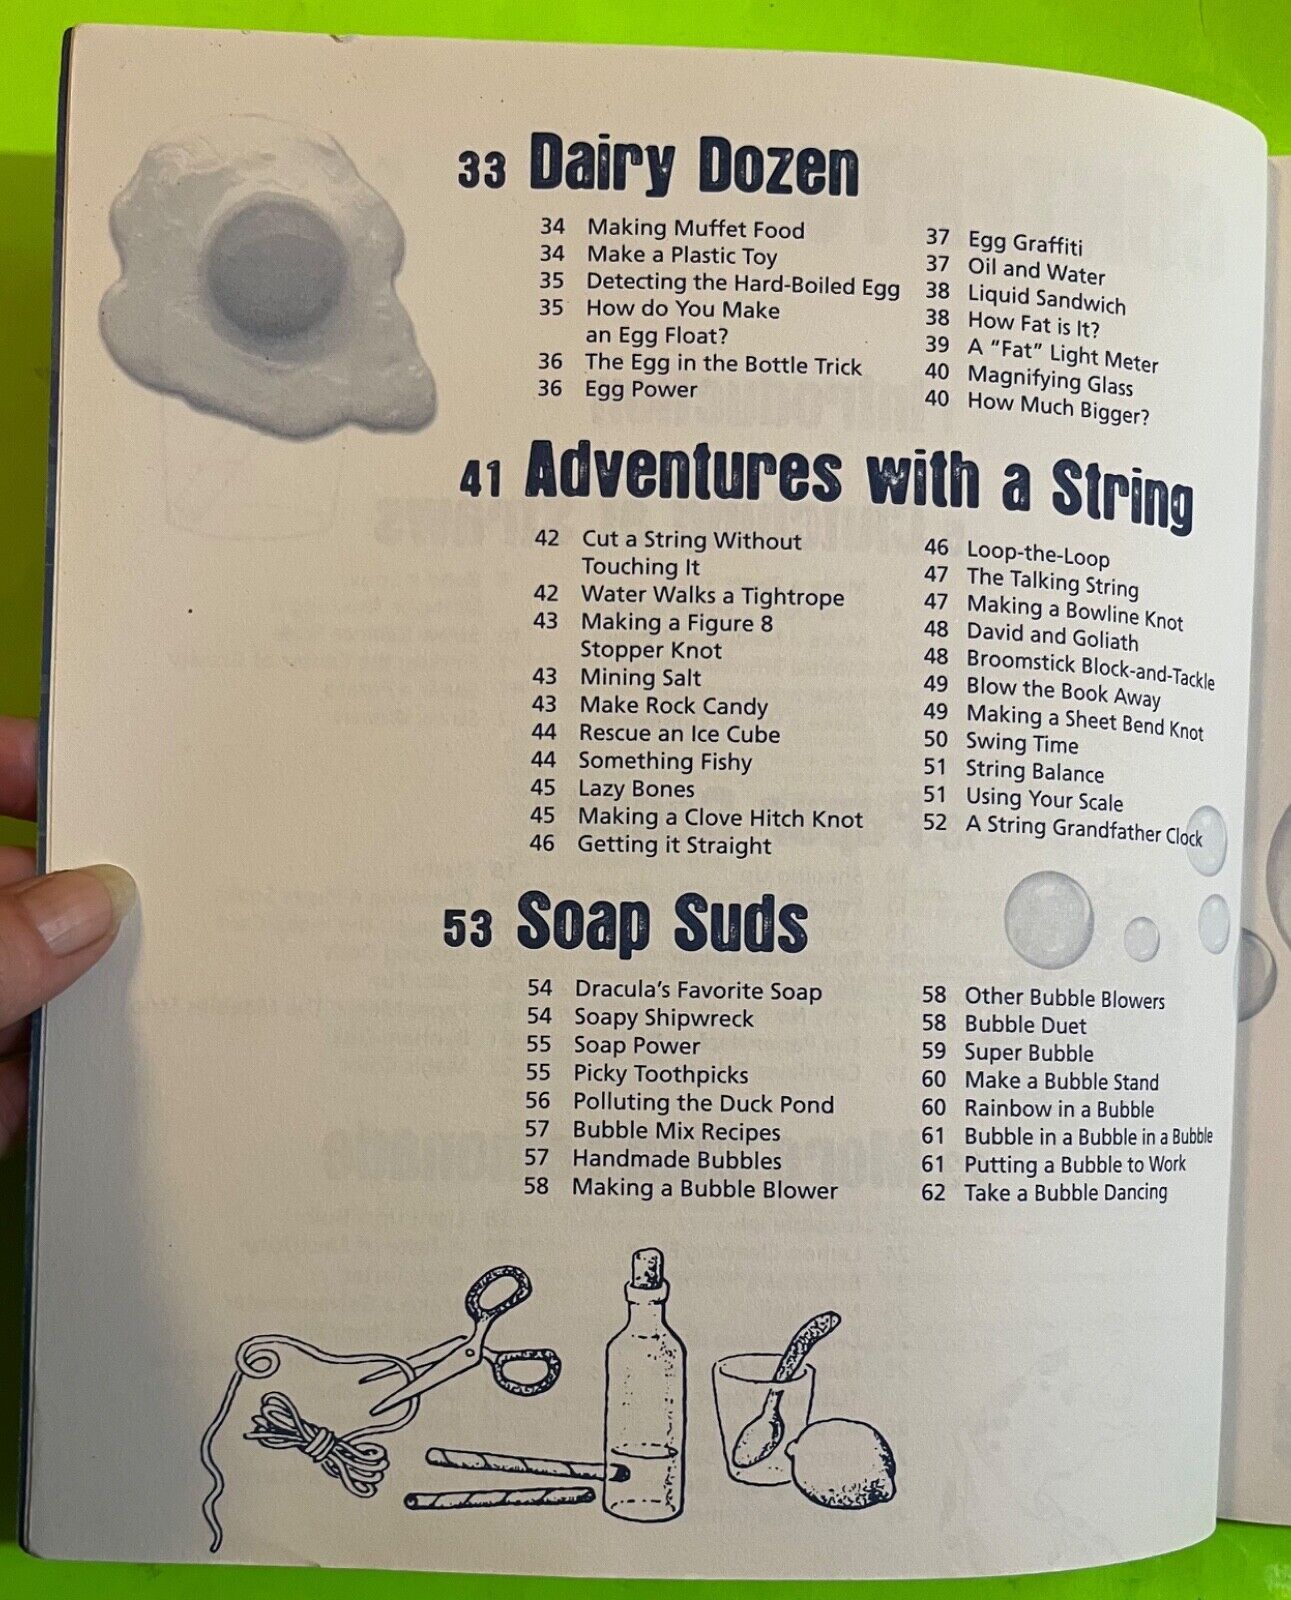 33 Dairy Dozen
34 Making Muffet Food
34 Make a Plastic Toy
35 Detecting the Hard-Boiled Egg
35 How do You Make
an Egg Float?
36 The Egg in the Bottle Trick
36 Egg Power
37 Egg Graffiti
37 Oil and Water
38 Liquid Sandwich
38 How Fat is It?
39 A "Fat" Light Meter
40 Magnifying Glass
40 How Much Bigger?
41 Adventures with a String
42 Cut a String Without
Touching It
42 Water Walks a Tightrope
43 Making a Figure 8
Stopper Knot
43 Mining Salt
43 Make Rock Candy
44 Rescue an Ice Cube
44 Something Fishy
45 Lazy Bones
45 Making a Clove Hitch Knot
46 Getting it Straight
46 Loop-the-Loop
47 The Talking String
47 Making a Bowline Knot
48 David and Goliath
48 Broomstick Block-and-Tackle
49 Blow the Book Away
49 Making a Sheet Bend Knot
50 Swing Time
51 String Balance
51 Using Your Scale
52 A String Grandfather Clock
53 Soap Suds
54 Dracula's Favorite Soap
54 Soapy Shipwreck
55 Soap Power
55 Picky Toothpicks
56 Polluting the Duck Pond
57 Bubble Mix Recipes
57 Handmade Bubbles
58 Making a Bubble Blower
58 Other Bubble Blowers
58 Bubble Duet
59 Super Bubble
60 Make a Bubble Stand
60 Rainbow in a Bubble
61 Bubble in a Bubble in a Bubble
61 Putting a Bubble to Work
62 Take a Bubble Dancing